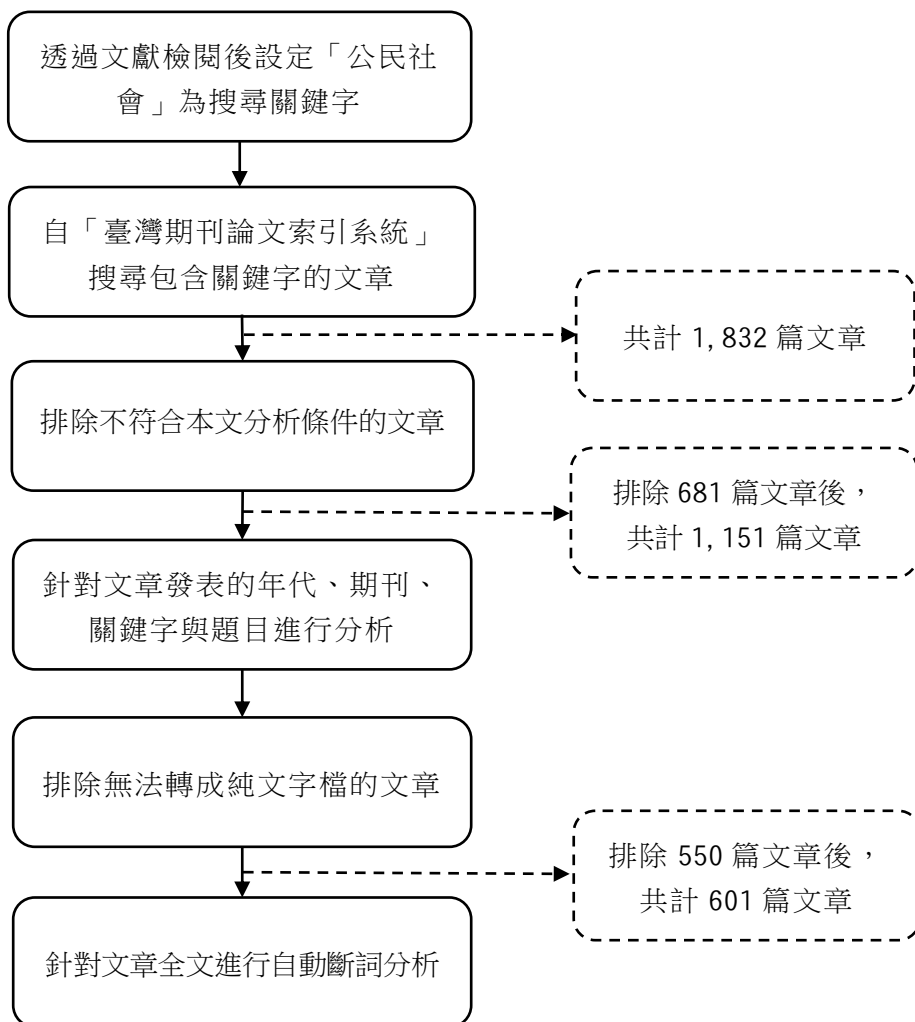 透過文獻檢閱後設定「公民社
會」為搜尋關鍵字
自「臺灣期刊論文索引系統」
搜尋包含關鍵字的文章
共計 1,832 篇文章
排除不符合本文分析條件的文章
排除 681 篇文章後，
共計 1,151 篇文章
針對文章發表的年代、期刊、
關鍵字與題目進行分析
排除無法轉成純文字檔的文章
排除 550 篇文章後，
共計 601 篇文章
針對文章全文進行自動斷詞分析